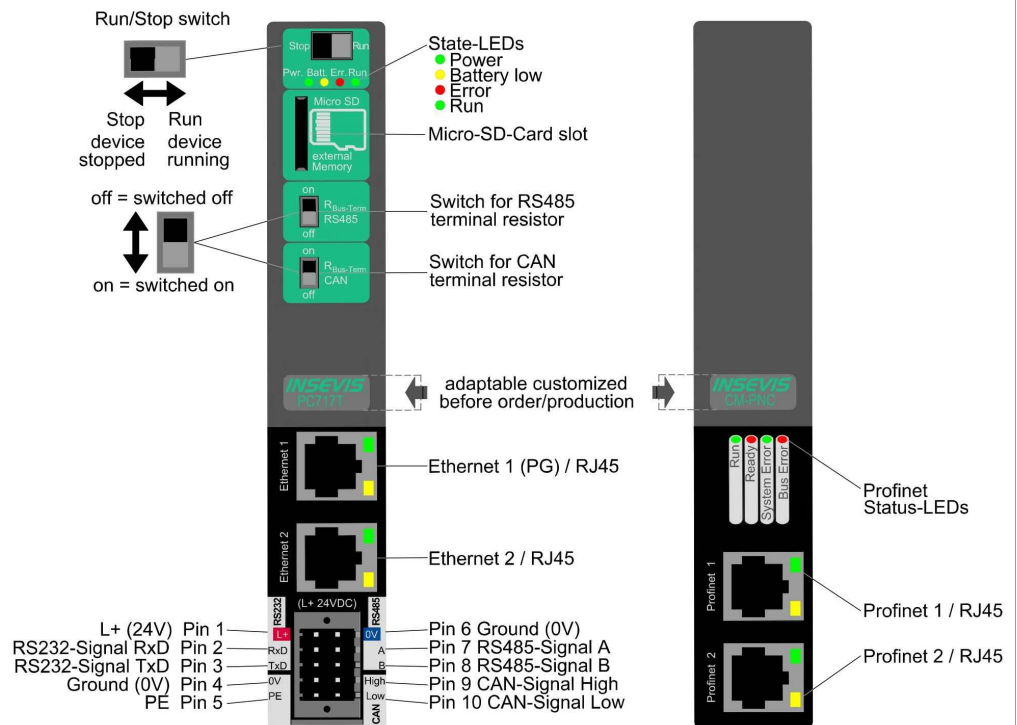 Run/Stop switch
Stop
device
stopped
Run
device
running
off = switched off
on = switched on
Stop Run
Pwr. Batt. Err. Run
Micro SD
external
Memory
on
RBus-Term
RS485
off
on
RBus-Term
CAN
off
State-LEDs
Power
Battery low
Error
Run
Micro-SD-Card slot
Switch for RS485
terminal resistor
Switch for CAN
terminal resistor
INSEVIS
PC717T
adaptable customized
before order/production
INSEVIS
CM-PNC
Ethernet 1
Ethernet 1 (PG) / RJ45
Ethernet 2
Ethernet 2 / RJ45
Run
Ready
System Error
Bus Error
Profinet
Status-LEDs
Profinet 1
Profinet 1 / RJ45
Profinet 2
Profinet 2 / RJ45
RS232
(L+ 24VDC)
RS485
L+ (24V) Pin 1
RS232-Signal RxD Pin 2
RS232-Signal TxD Pin 3
Ground (0V) Pin 4
PE Pin 5
L+
RxD
TxD
0V
PE
0V
A
B
High
Low
CAN
Pin 6 Ground (0V)
Pin 7 RS485-Signal A
Pin 8 RS485-Signal B
Pin 9 CAN-Signal High
Pin 10 CAN-Signal Low